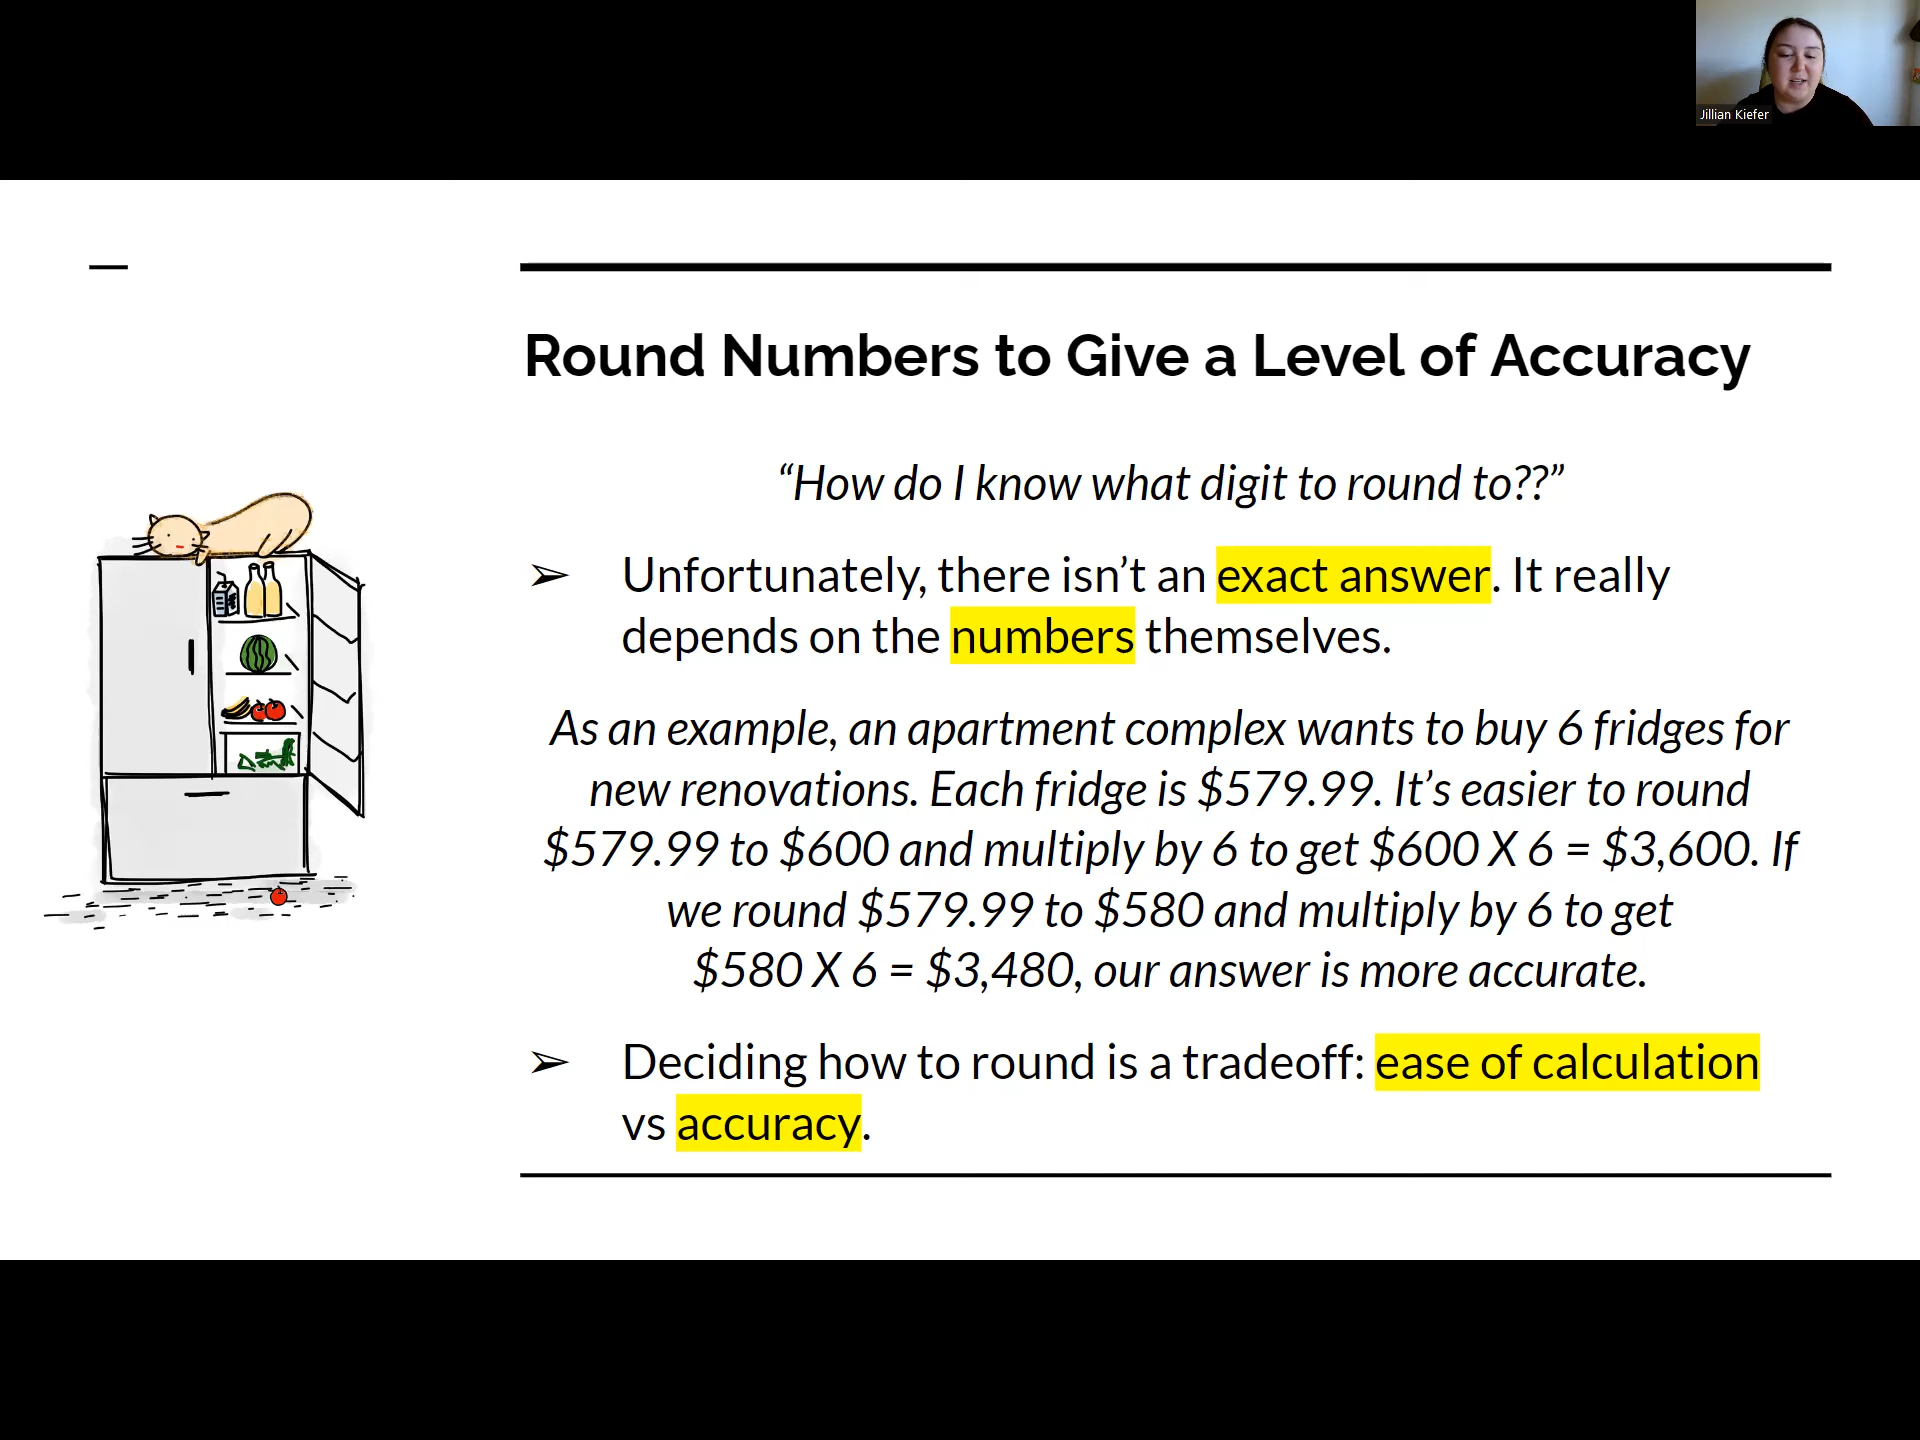 Jillian Kiefer
Round Numbers to Give a Level of Accuracy
“How do I know what digit to round to??”
➢ Unfortunately, there isn’t an exact answer. It really
depends on the numbers themselves.
As an example, an apartment complex wants to buy 6 fridges for
new renovations. Each fridge is $579.99. It’s easier to round
$579.99 to $600 and multiply by 6 to get $600 X 6 = $3,600. If
we round $579.99 to $580 and multiply by 6 to get
$580 X 6 = $3,480, our answer is more accurate.
➢ Deciding how to round is a tradeoff: ease of calculation
vs accuracy.